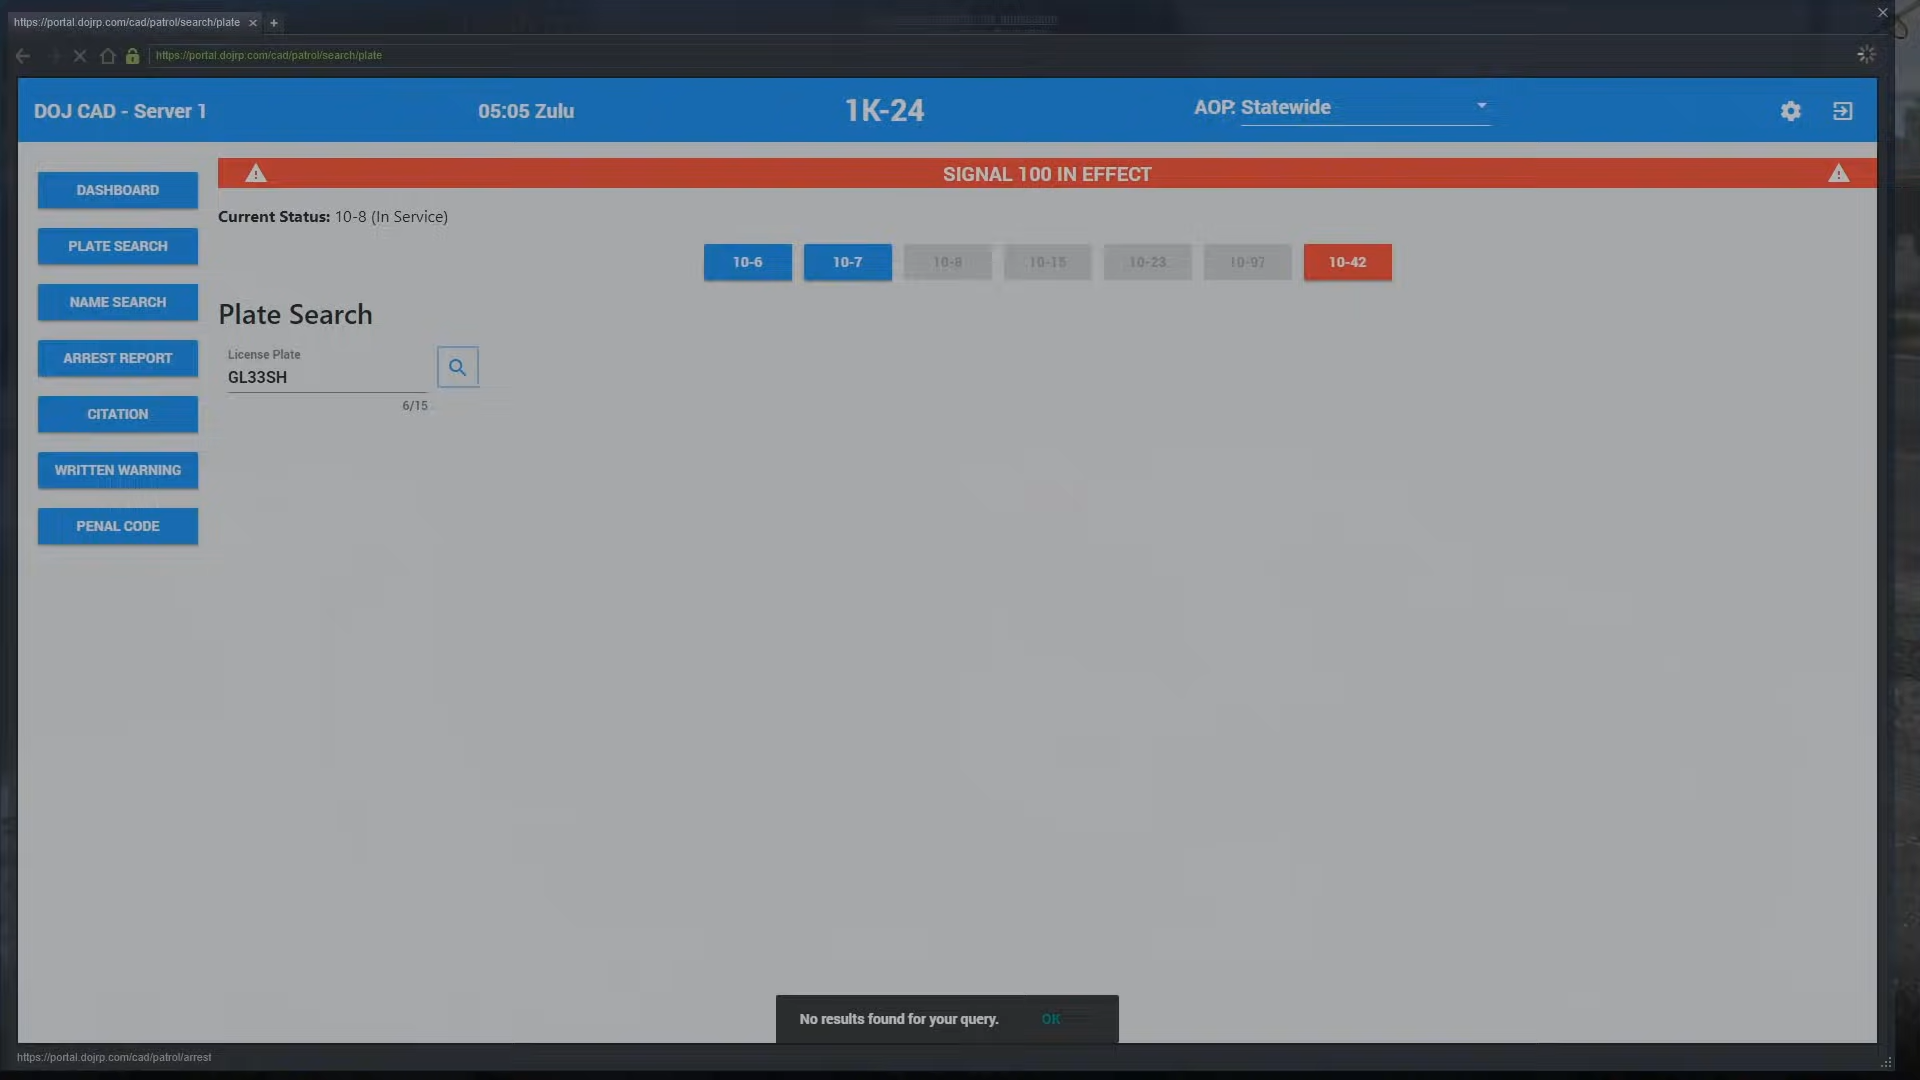 https://portal.dojrp.com/cad/patrol/search/plate
https://portal.dojrp.com/cad/patrol/search/plate
DOJ CAD - Server 1
05:05 Zulu
1K-24
AOP: Statewide
SIGNAL 100 IN EFFECT
DASHBOARD
PLATE SEARCH
NAME SEARCH
ARREST REPORT
CITATION
WRITTEN WARNING
PENAL CODE
Current Status: 10-8 (In Service)
10-6
10-7
10-8
10-15
10-23
10-97
10-42
Plate Search
License Plate
GL33SH
6/15
No results found for your query.
OK
https://portal.dojrp.com/cad/patrol/arrest